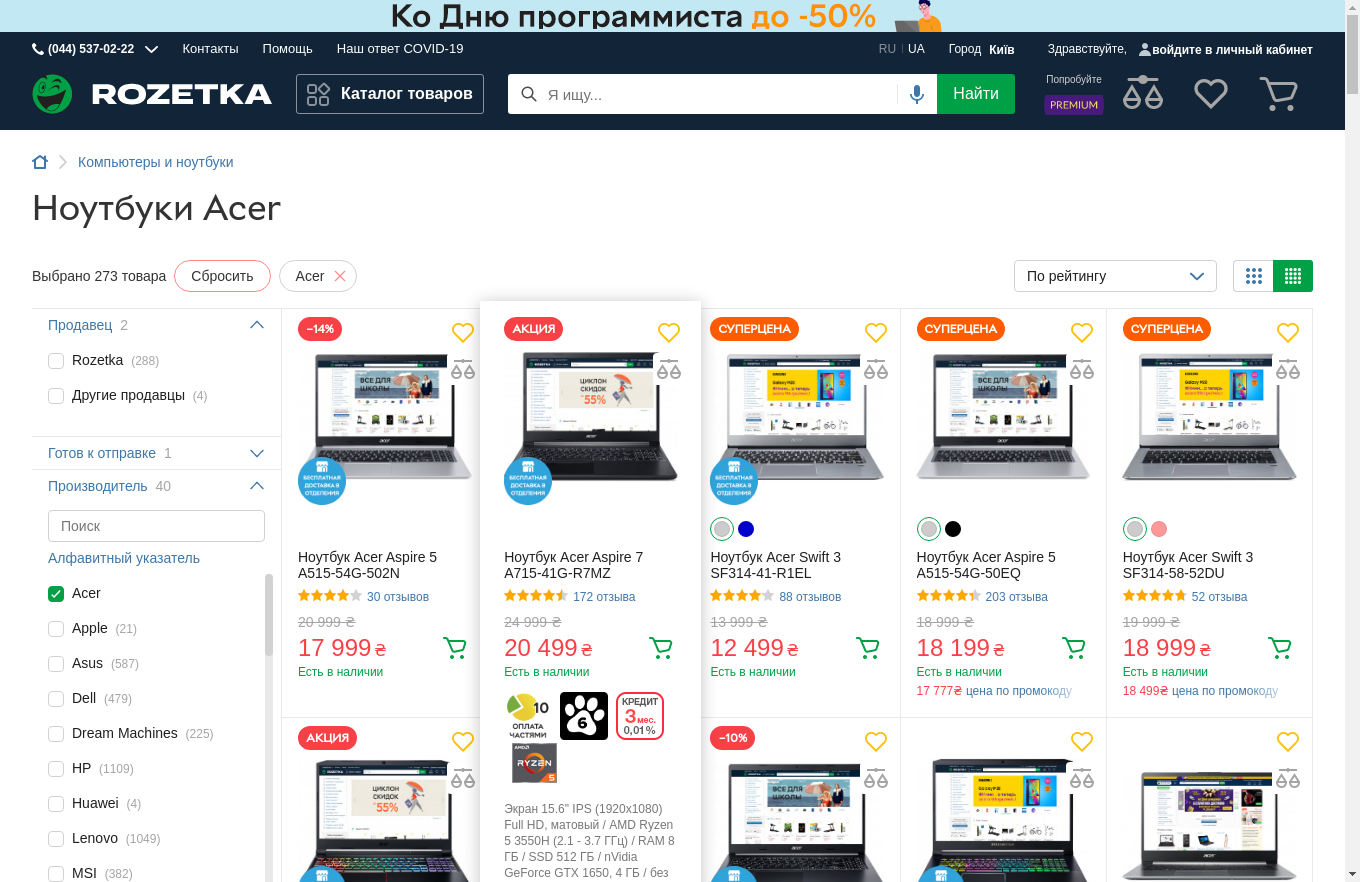 Ко Дню программиста до -50%
(044) 537-02-22 Контакты Помощь Наш ответ COVID-19 RU UA Город Київ Здравствуйте, войдите в личный кабинет
ROZETKA Каталог товаров Я ищу... Найти Попробуйте PREMIUM
Компьютеры и ноутбуки
Ноутбуки Acer
Выбрано 273 товара Сбросить Acer По рейтингу
Продавец 2
Rozetka (288)
Другие продавцы (4)
Готов к отправке 1
Производитель 40
Поиск
Алфавитный указатель
Acer
Apple (21)
Asus (587)
Dell (479)
Dream Machines (225)
HP (1109)
Huawei (4)
Lenovo (1049)
MSI (382)
–14%
ВСЕ ДЛЯ
ШКОЛЫ
БЕСПЛАТНАЯ
ДОСТАВКА В
ОТДЕЛЕНИЯ
Ноутбук Acer Aspire 5
A515-54G-502N
30 отзывов
20 999 ₴
17 999 ₴
Есть в наличии
АКЦИЯ
ЦИКЛОН
СКИДОК
-55%
БЕСПЛАТНАЯ
ДОСТАВКА В
ОТДЕЛЕНИЯ
Ноутбук Acer Aspire 7
A715-41G-R7MZ
172 отзыва
24 999 ₴
20 499 ₴
Есть в наличии
10
ОПЛАТА
ЧАСТЯМИ
6
КРЕДИТ
3 мес.
0,01%
AMD
RYZEN
5
Экран 15.6" IPS (1920x1080)
Full HD, матовый / AMD Ryzen
5 3550H (2.1 - 3.7 ГГц) / RAM 8
ГБ / SSD 512 ГБ / nVidia
GeForce GTX 1650, 4 ГБ / без
СУПЕРЦЕНА
Galaxy M20
БЕСПЛАТНАЯ
ДОСТАВКА В
ОТДЕЛЕНИЯ
Ноутбук Acer Swift 3
SF314-41-R1EL
88 отзывов
13 999 ₴
12 499 ₴
Есть в наличии
СУПЕРЦЕНА
ВСЕ ДЛЯ
ШКОЛЫ
Ноутбук Acer Aspire 5
A515-54G-50EQ
203 отзыва
18 999 ₴
18 199 ₴
Есть в наличии
17 777₴ цена по промокоду
СУПЕРЦЕНА
Galaxy M20
Ноутбук Acer Swift 3
SF314-58-52DU
52 отзыва
19 999 ₴
18 999 ₴
Есть в наличии
18 499₴ цена по промокоду
АКЦИЯ
ЦИКЛОН
СКИДОК
-55%
–10%
ВСЕ ДЛЯ
ШКОЛЫ